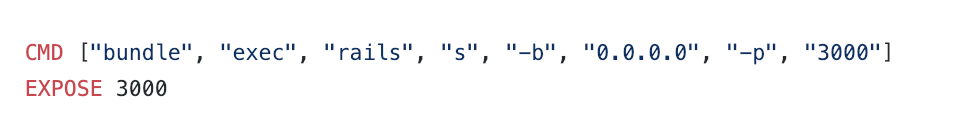 CMD ["bundle", "exec", "rails", "s", "-b", "0.0.0.0", "-p", "3000"]
EXPOSE 3000